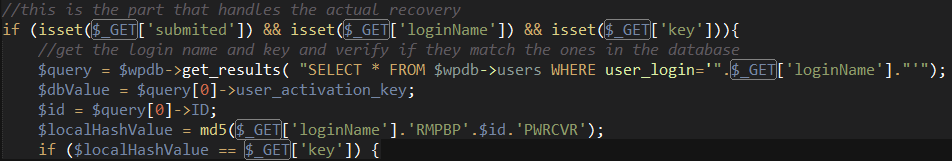 //this is the part that handles the actual recovery
if (isset($_GET['submited']) && isset($_GET['loginName']) && isset($_GET['key'])){
//get the login name and key and verify if they match the ones in the database
$query = $wpdb->get_results( "SELECT * FROM $wpdb->users WHERE user_login='".$_GET['loginName']."'");
$dbValue = $query[0]->user_activation_key;
$id = $query[0]->ID;
$localHashValue = md5($_GET['loginName'].'RMPBP'.$id.'PWRCVR');
if ($localHashValue == $_GET['key']) {